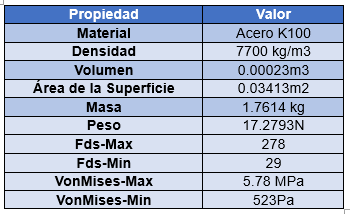 Propiedad Valor
Material Acero K100
Densidad 7700 kg/m3
Volumen 0.00023m3
Área de la Superficie 0.03413m2
Masa 1.7614 kg
Peso 17.2793N
Fds-Max 278
Fds-Min 29
VonMises-Max 5.78 MPa
VonMises-Min 523Pa